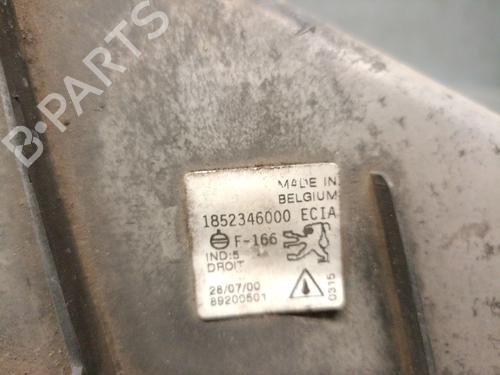 B-PARTS
MADE IN
BELGIUM
1852346000 ECIA
F-166
IND:5
DROIT
28/07/00
89200501
0315